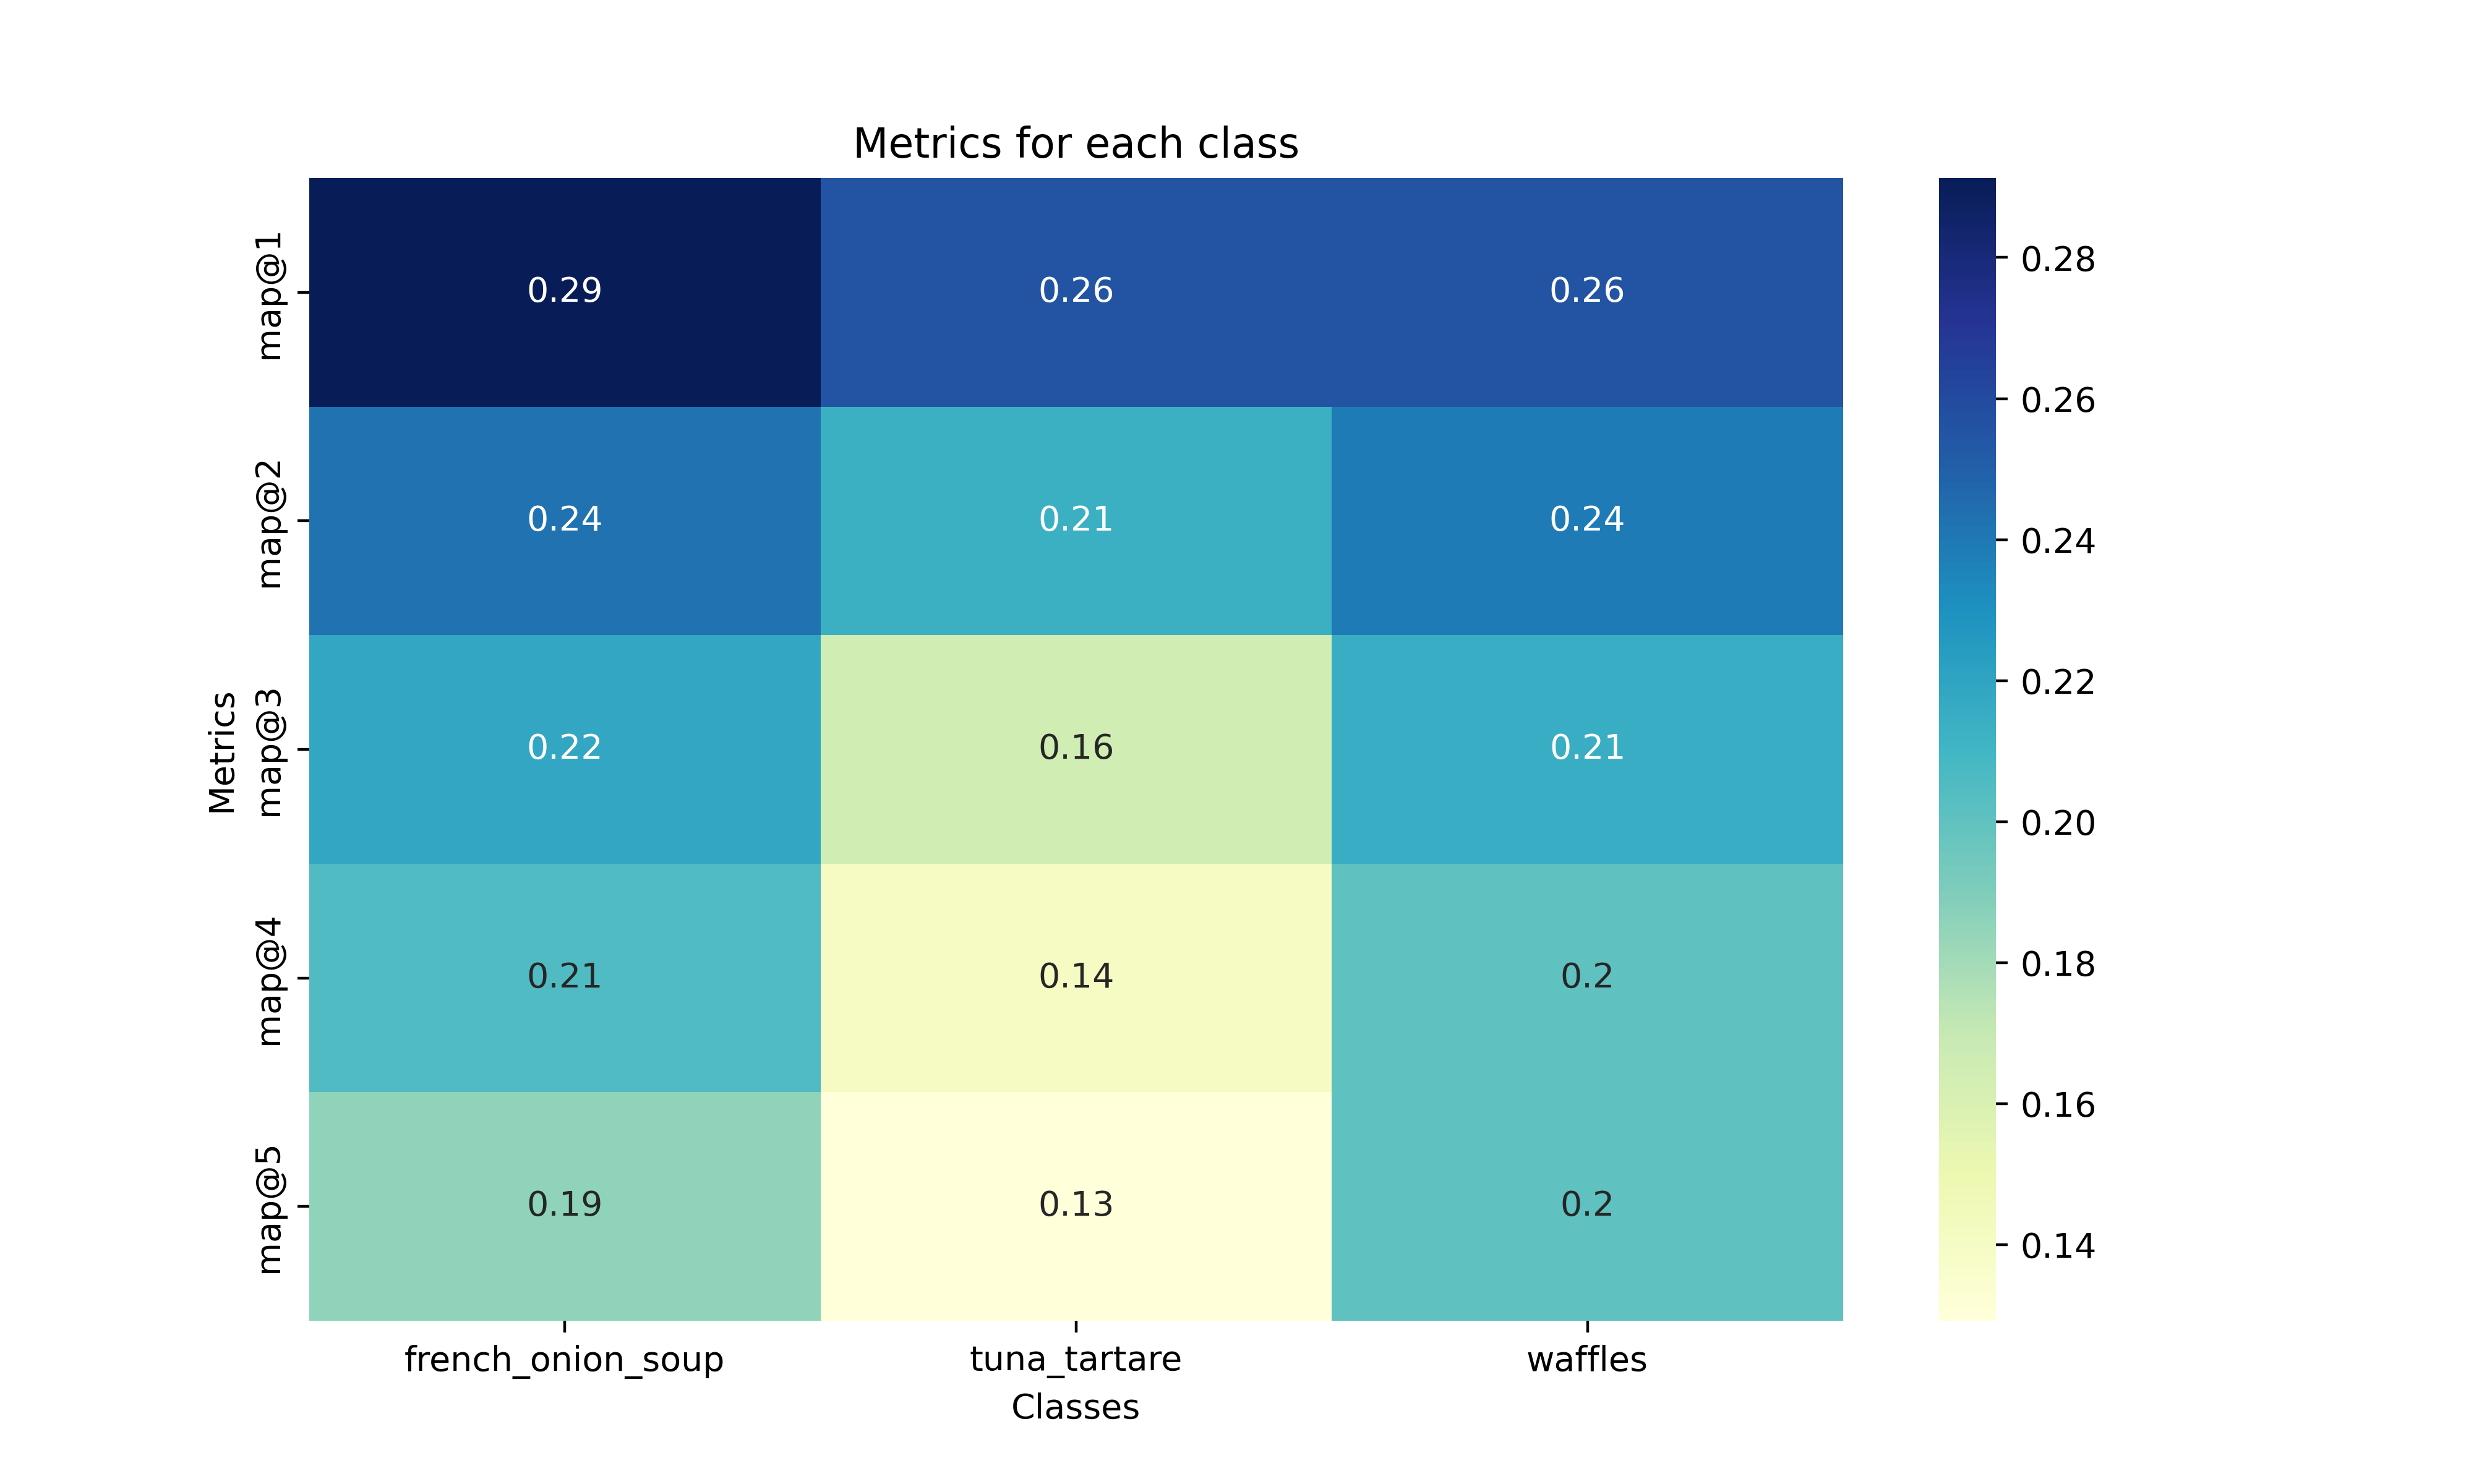 Metrics for each class
Metrics
map@1
0.29 0.26 0.26
map@2
0.24 0.21 0.24
map@3
0.22 0.16 0.21
map@4
0.21 0.14 0.2
map@5
0.19 0.13 0.2
french_onion_soup tuna_tartare waffles
Classes
0.28
0.26
0.24
0.22
0.20
0.18
0.16
0.14